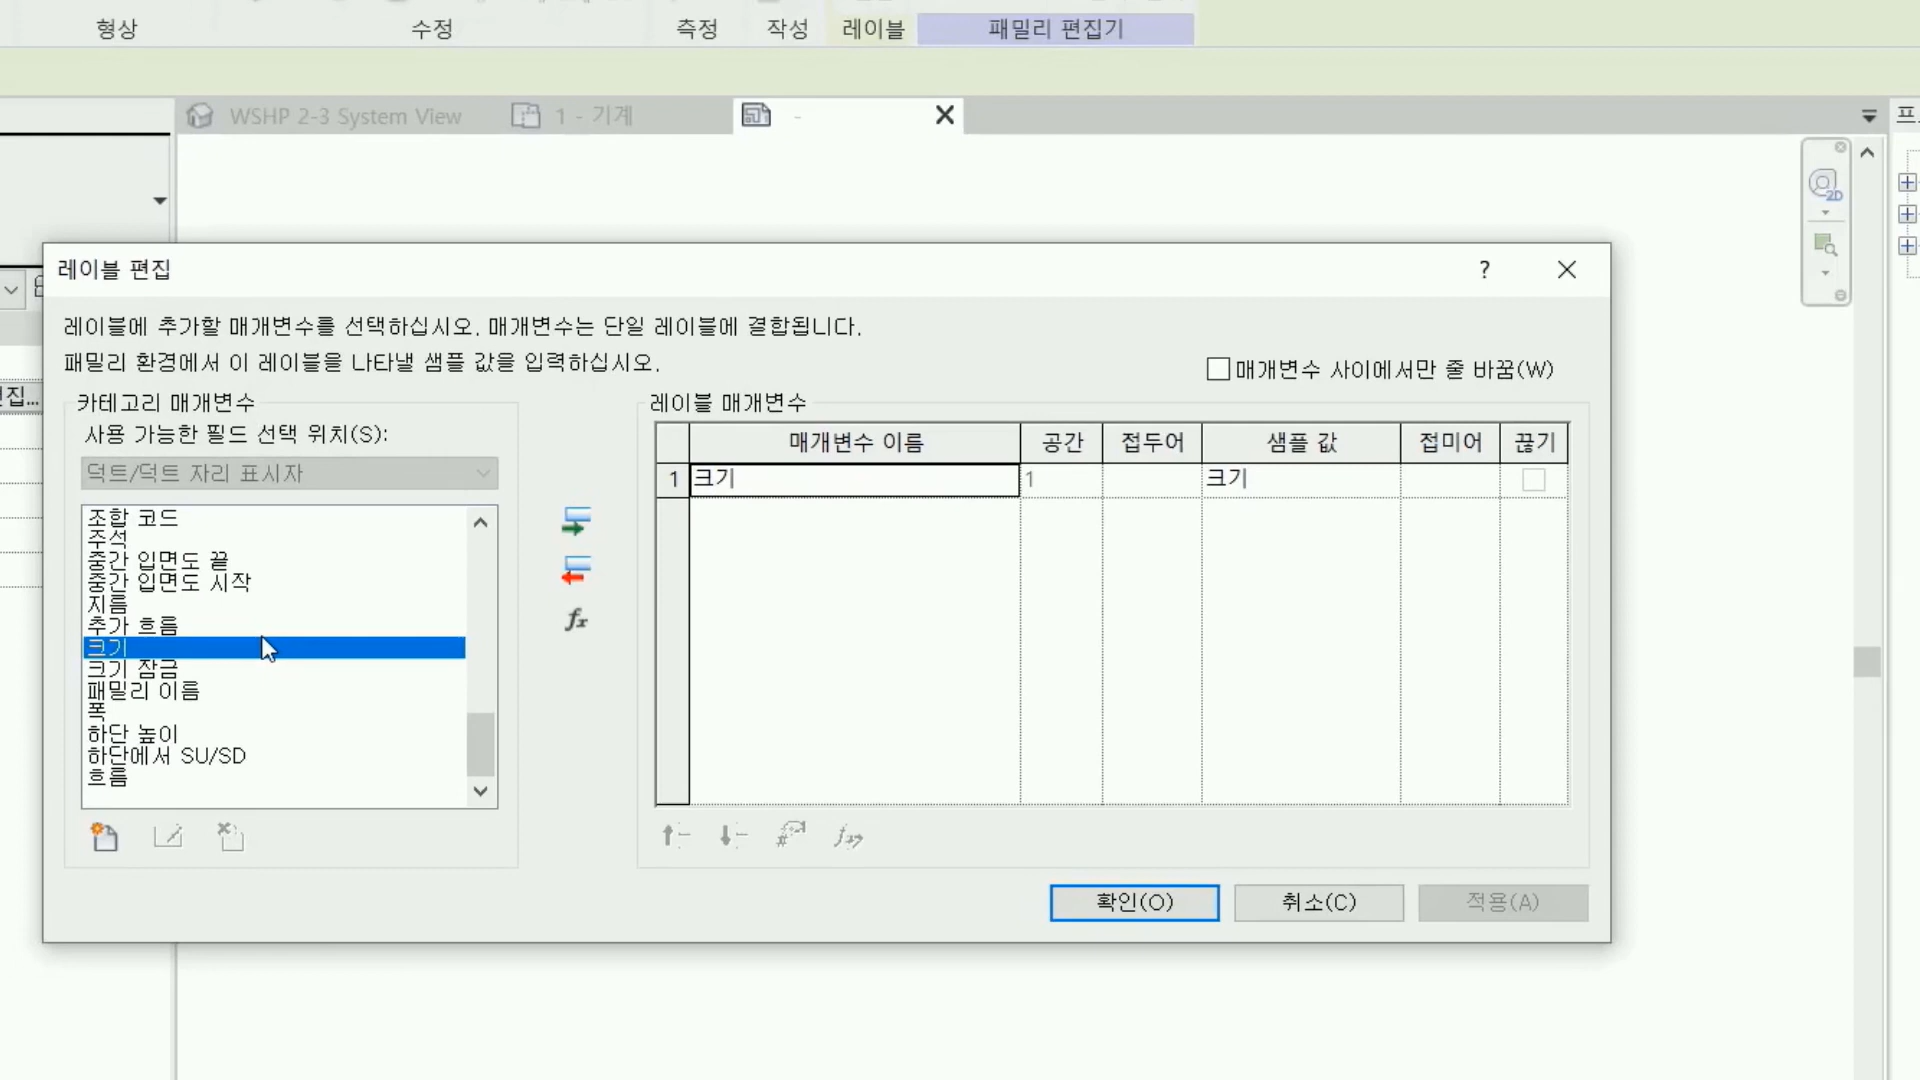 형상 수정 측정 작성 레이블 패밀리 편집기
WSHP 2-3 System View 1 - 기계 -
레이블 편집 ?
레이블에 추가할 매개변수를 선택하십시오. 매개변수는 단일 레이블에 결합됩니다.
패밀리 환경에서 이 레이블을 나타낼 샘플 값을 입력하십시오.
매개변수 사이에서만 줄 바꿈(W)
카테고리 매개변수
사용 가능한 필드 선택 위치(S):
덕트/덕트 자리 표시자
조합 코드
주석
중간 입면도 끝
중간 입면도 시작
지름
추가 흐름
크기
크기 잠금
패밀리 이름
폭
하단 높이
하단에서 SU/SD
흐름
fx
레이블 매개변수
매개변수 이름 공간 접두어 샘플 값 접미어 끊기
1 크기 1 크기
확인(O) 취소(C) 적용(A)
2D